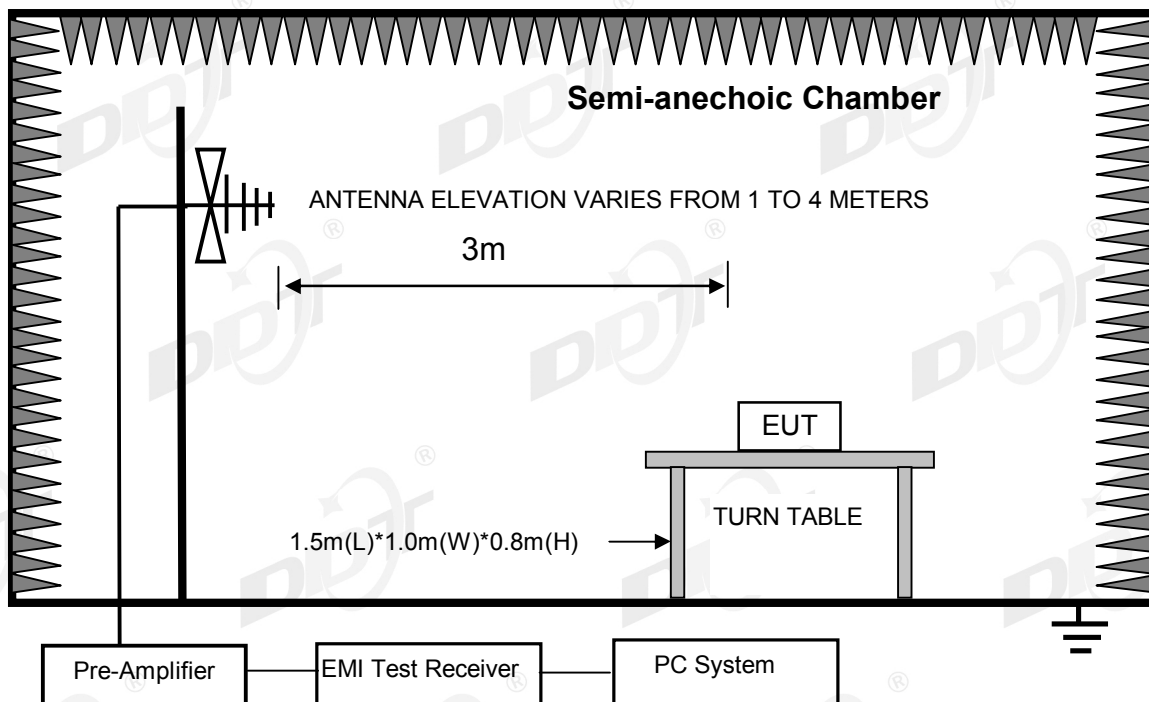 Semi-anechoic Chamber
ANTENNA ELEVATION VARIES FROM 1 TO 4 METERS
3m
EUT
TURN TABLE
1.5m(L)*1.0m(W)*0.8m(H)
Pre-Amplifier
EMI Test Receiver
PC System
DDT
®